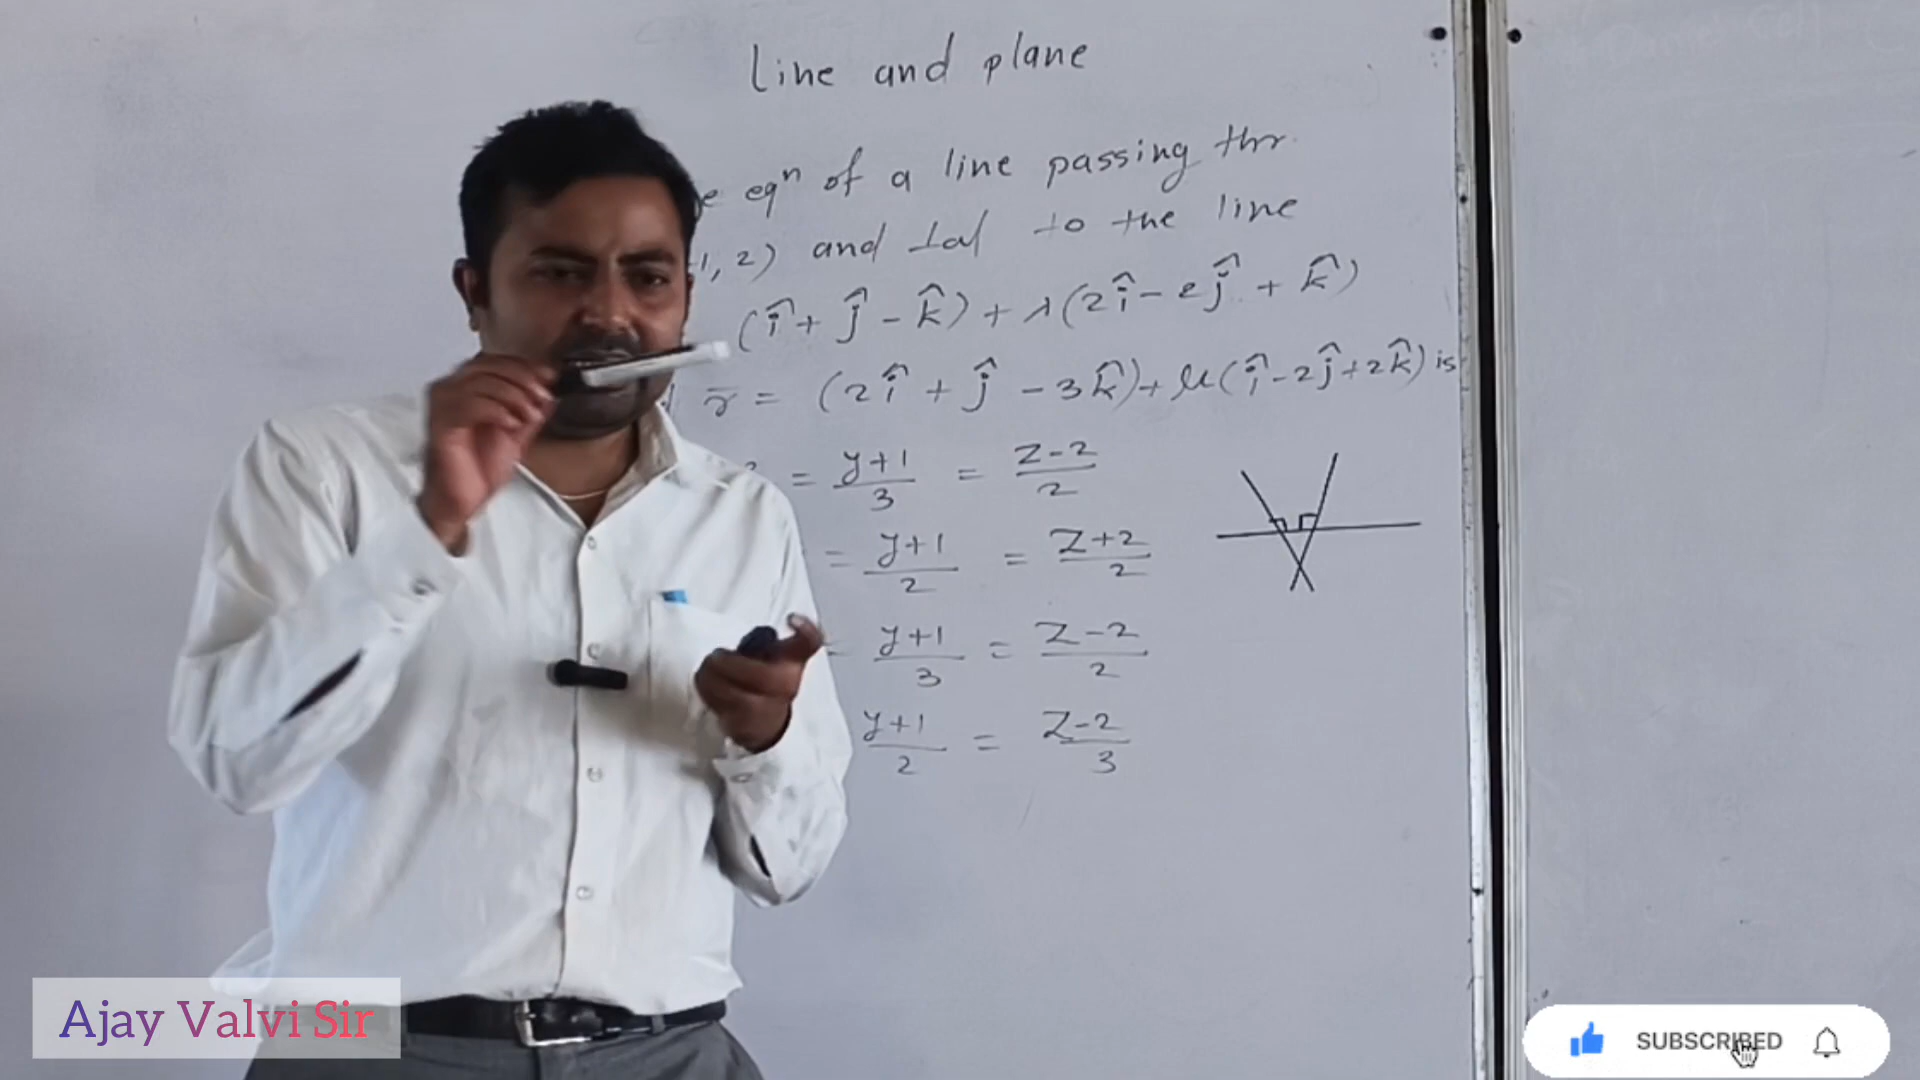 Line and plane
eqⁿ of a line passing thr.
1, 2) and ⊥al to the line
(î + ĵ - k̂) + λ(2î - 2ĵ + k̂)
r̄ = (2î + ĵ - 3k̂) + μ(î - 2ĵ + 2k̂) is
= y+1/3 = z-2/2
= y+1/2 = z+2/2
= y+1/3 = z-2/2
y+1/2 = z-2/3
Ajay Valvi Sir
SUBSCRIBED